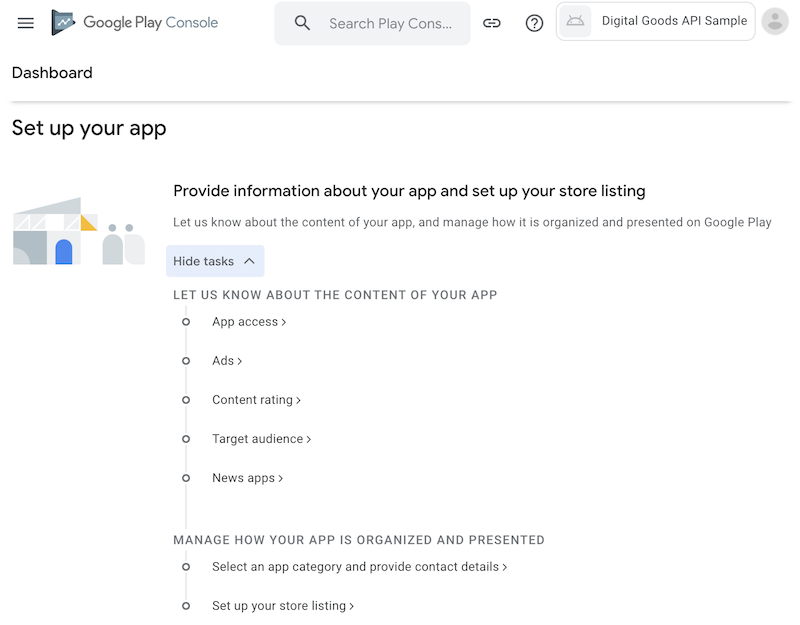 Google Play Console
Search Play Cons...
Digital Goods API Sample
Dashboard
Set up your app
Provide information about your app and set up your store listing
Let us know about the content of your app, and manage how it is organized and presented on Google Play
Hide tasks
LET US KNOW ABOUT THE CONTENT OF YOUR APP
App access
Ads
Content rating
Target audience
News apps
MANAGE HOW YOUR APP IS ORGANIZED AND PRESENTED
Select an app category and provide contact details
Set up your store listing